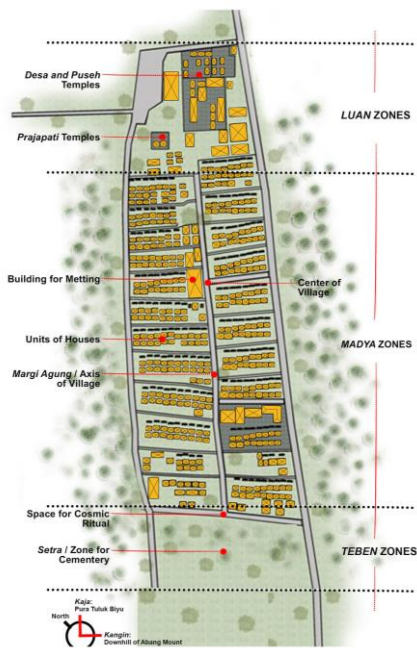 Desa and Puseh
Temples
LUAN ZONES
Prajapati Temples
Building for Metting
Center of
Village
Units of Houses
MADYA ZONES
Margi Agung / Axis
of Village
Space for Cosmic
Ritual
Setra / Zone for
Cementery
TEBEN ZONES
Kaja:
Pura Tuluk Biyu
North
Kangin:
Downhill of Abang Mount